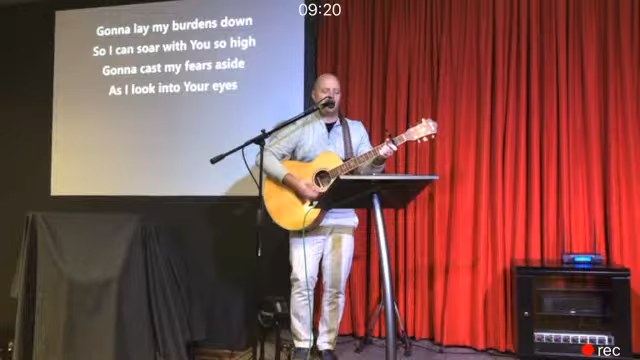 09:20
Gonna lay my burdens down
So I can soar with You so high
Gonna cast my fears aside
As I look into Your eyes
rec